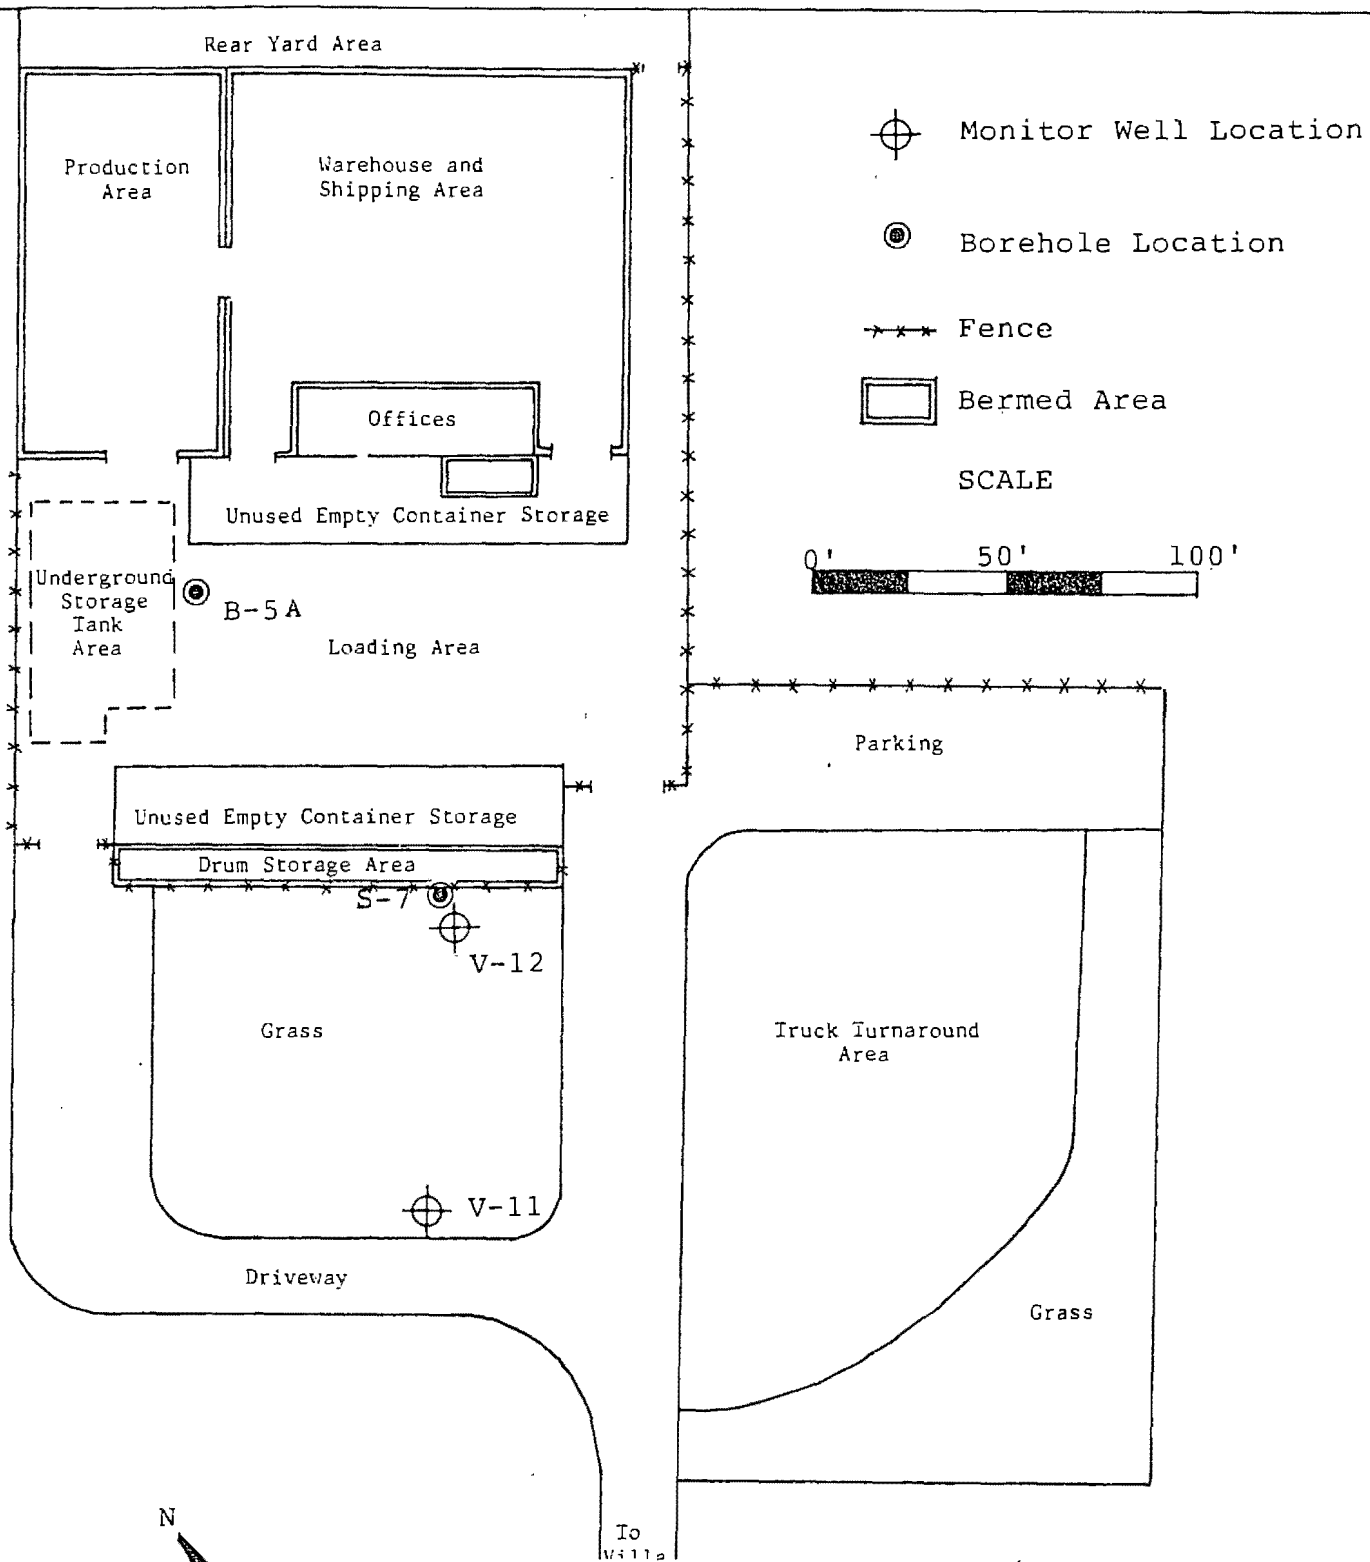 Rear Yard Area
Production
Area
Warehouse and
Shipping Area
Offices
Unused Empty Container Storage
Underground
Storage
Tank
Area
B-5A
Loading Area
Unused Empty Container Storage
Drum Storage Area
S-7
V-12
Grass
V-11
Driveway
N
To
Monitor Well Location
Borehole Location
Fence
Bermed Area
SCALE
0' 50' 100'
Parking
Truck Turnaround
Area
Grass